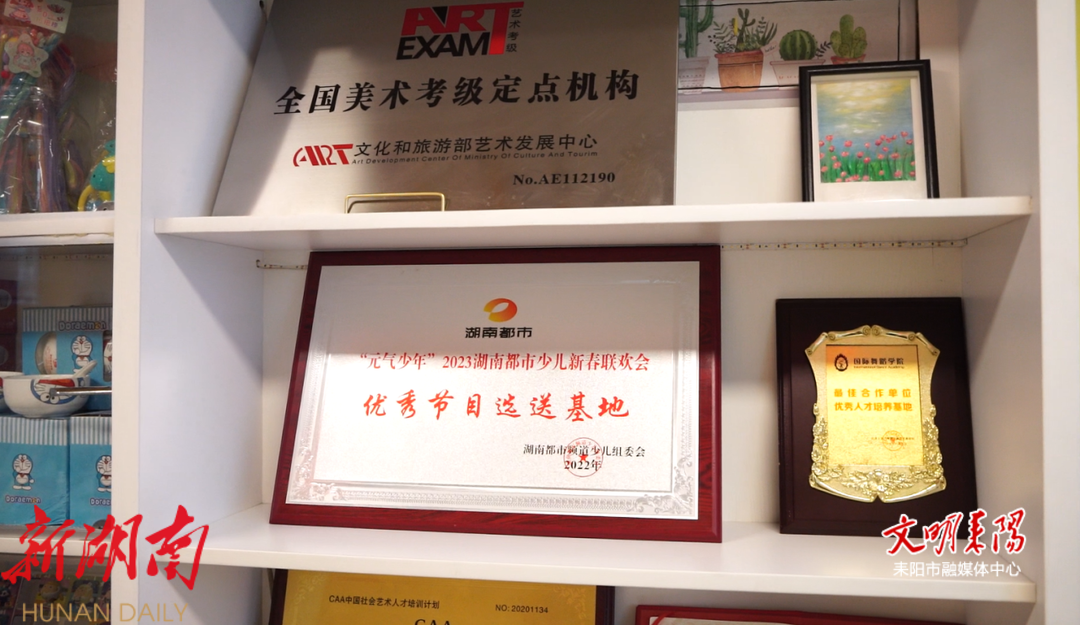 ART
EXAM
艺术考级
全国美术考级定点机构
ART 文化和旅游部艺术发展中心
Art Development Center Of Ministry Of Culture And Tourism
No.AE112190
湖南都市
“元气少年”2023湖南都市少儿新春联欢会
优秀节目选送基地
湖南都市频道少儿组委会
2022年
国际舞蹈学院
最佳合作单位
优秀人才培养基地
Doraemon
Doraemon
Doraemon
CAA中国社会艺术人才培训计划
NO: 20201134
CAA
新湖南
HUNAN DAILY
文明耒阳
耒阳市融媒体中心